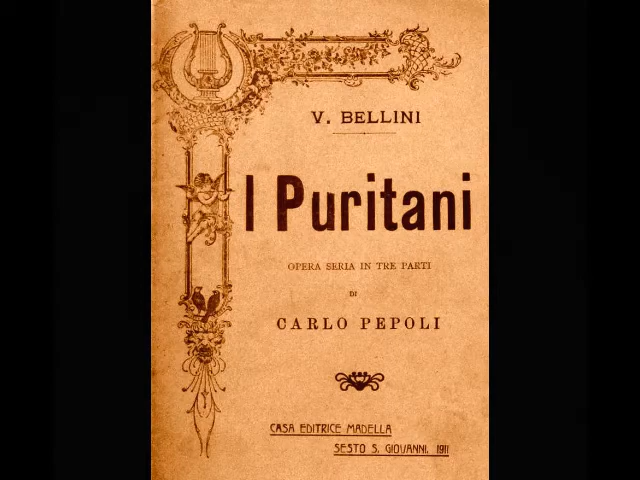 V. BELLINI
I Puritani
OPERA SERIA IN TRE PARTI
DI
CARLO PEPOLI
CASA EDITRICE MADELLA
SESTO S. GIOVANNI, 1911